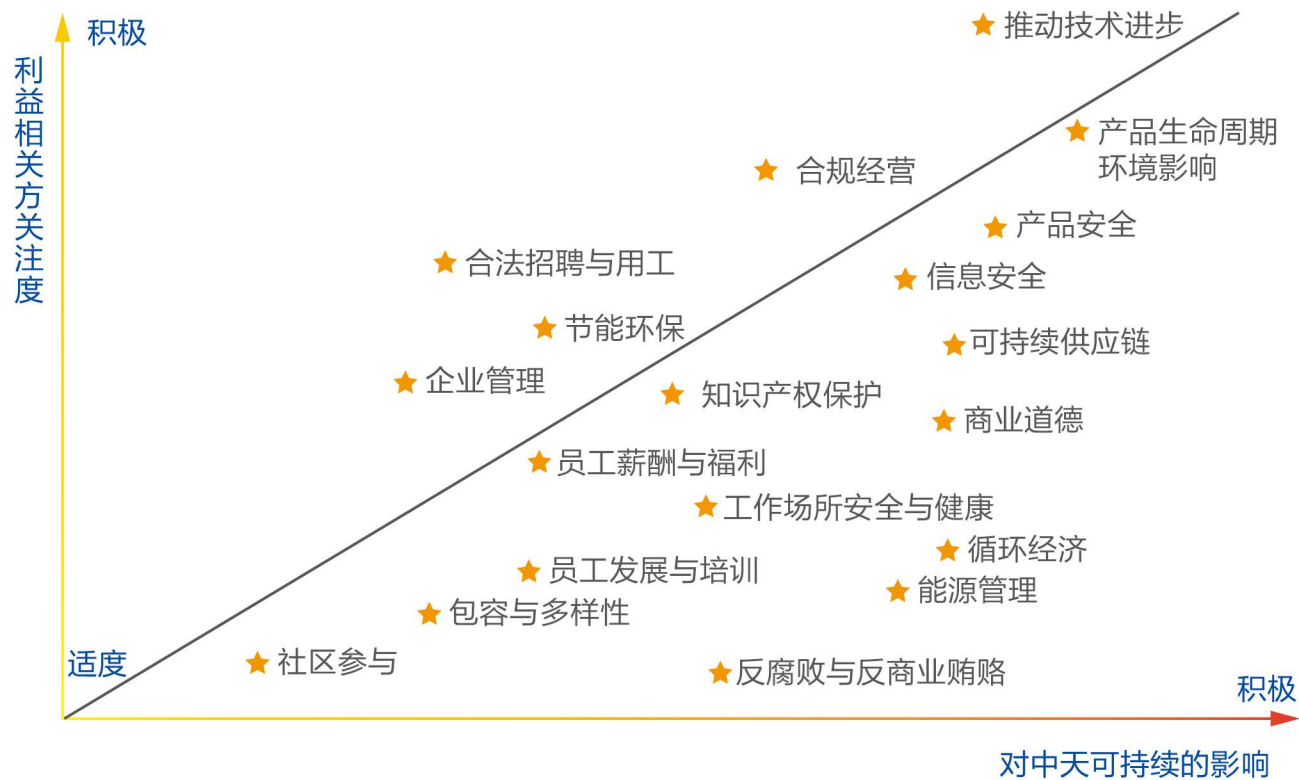 积极
利益相关方关注度
推动技术进步
产品生命周期
环境影响
合规经营
产品安全
合法招聘与用工
信息安全
节能环保
可持续供应链
企业管理
知识产权保护
商业道德
员工薪酬与福利
工作场所安全与健康
循环经济
员工发展与培训
能源管理
包容与多样性
适度
社区参与
反腐败与反商业贿赂
积极
对中天可持续的影响